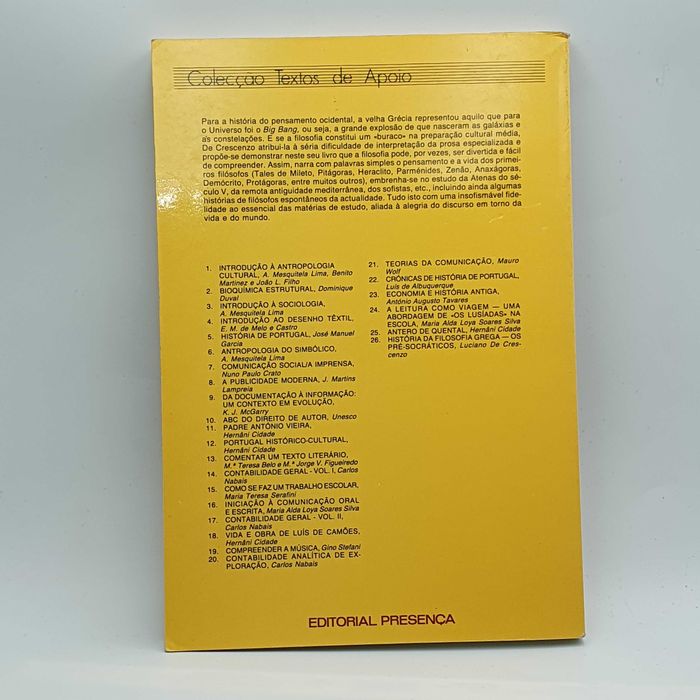 Colecção Textos de Apoio
Para a história do pensamento ocidental, a velha Grécia representou aquilo que para
o Universo foi o Big Bang, ou seja, a grande explosão de que nasceram as galáxias e
as constelações. E se a filosofia constitui um «buraco» na preparação cultural média,
De Crescenzo atribui-la à séria dificuldade de interpretação da prosa especializada e
propõe-se demonstrar neste seu livro que a filosofia pode, por vezes, ser divertida e fácil
de compreender. Assim, narra com palavras simples o pensamento e a vida dos primei-
ros filósofos (Tales de Mileto, Pitágoras, Heraclito, Parménides, Zenão, Anaxágoras,
Demócrito, Protágoras, entre muitos outros), embrenha-se no estudo da Atenas do sé-
culo V, da remota antiguidade mediterrânea, dos sofistas, etc., incluindo ainda algumas
histórias de filósofos espontâneos da actualidade. Tudo isto com uma insofismável fide-
lidade ao essencial das matérias de estudo, aliada à alegria do discurso em torno da
vida e do mundo.
1. INTRODUÇÃO À ANTROPOLOGIA
CULTURAL, A. Mesquitela Lima, Benito
Martinez e João L. Filho
2. BIOQUÍMICA ESTRUTURAL, Dominique
Duval
3. INTRODUÇÃO À SOCIOLOGIA,
A. Mesquitela Lima
4. INTRODUÇÃO AO DESENHO TÊXTIL,
E. M. de Melo e Castro
5. HISTÓRIA DE PORTUGAL, José Manuel
Garcia
6. ANTROPOLOGIA DO SIMBÓLICO,
A. Mesquitela Lima
7. COMUNICAÇÃO SOCIAL/A IMPRENSA,
Nuno Paulo Crato
8. A PUBLICIDADE MODERNA, J. Martins
Lampreia
9. DA DOCUMENTAÇÃO À INFORMAÇÃO:
UM CONTEXTO EM EVOLUÇÃO,
K. J. McGarry
10. ABC DO DIREITO DE AUTOR, Unesco
11. PADRE ANTÓNIO VIEIRA,
Hernâni Cidade
12. PORTUGAL HISTÓRICO-CULTURAL,
Hernâni Cidade
13. COMENTAR UM TEXTO LITERÁRIO,
M.ª Teresa Belo e M.ª Jorge V. Figueiredo
14. CONTABILIDADE GERAL - VOL. I, Carlos
Nabais
15. COMO SE FAZ UM TRABALHO ESCOLAR,
Maria Teresa Serafini
16. INICIAÇÃO À COMUNICAÇÃO ORAL
E ESCRITA, Maria Alda Loya Soares Silva
17. CONTABILIDADE GERAL - VOL. II,
Carlos Nabais
18. VIDA E OBRA DE LUÍS DE CAMÕES,
Hernâni Cidade
19. COMPREENDER A MÚSICA, Gino Stefani
20. CONTABILIDADE ANALÍTICA DE EX-
PLORAÇÃO, Carlos Nabais
21. TEORIAS DA COMUNICAÇÃO, Mauro
Wolf
22. CRÓNICAS DE HISTÓRIA DE PORTUGAL,
Luís de Albuquerque
23. ECONOMIA E HISTÓRIA ANTIGA,
António Augusto Tavares
24. A LEITURA COMO VIAGEM — UMA
ABORDAGEM DE «OS LUSÍADAS» NA
ESCOLA, Maria Alda Loya Soares Silva
25. ANTERO DE QUENTAL, Hernâni Cidade
26. HISTÓRIA DA FILOSOFIA GREGA — OS
PRÉ-SOCRÁTICOS, Luciano De Cres-
cenzo
EDITORIAL PRESENÇA